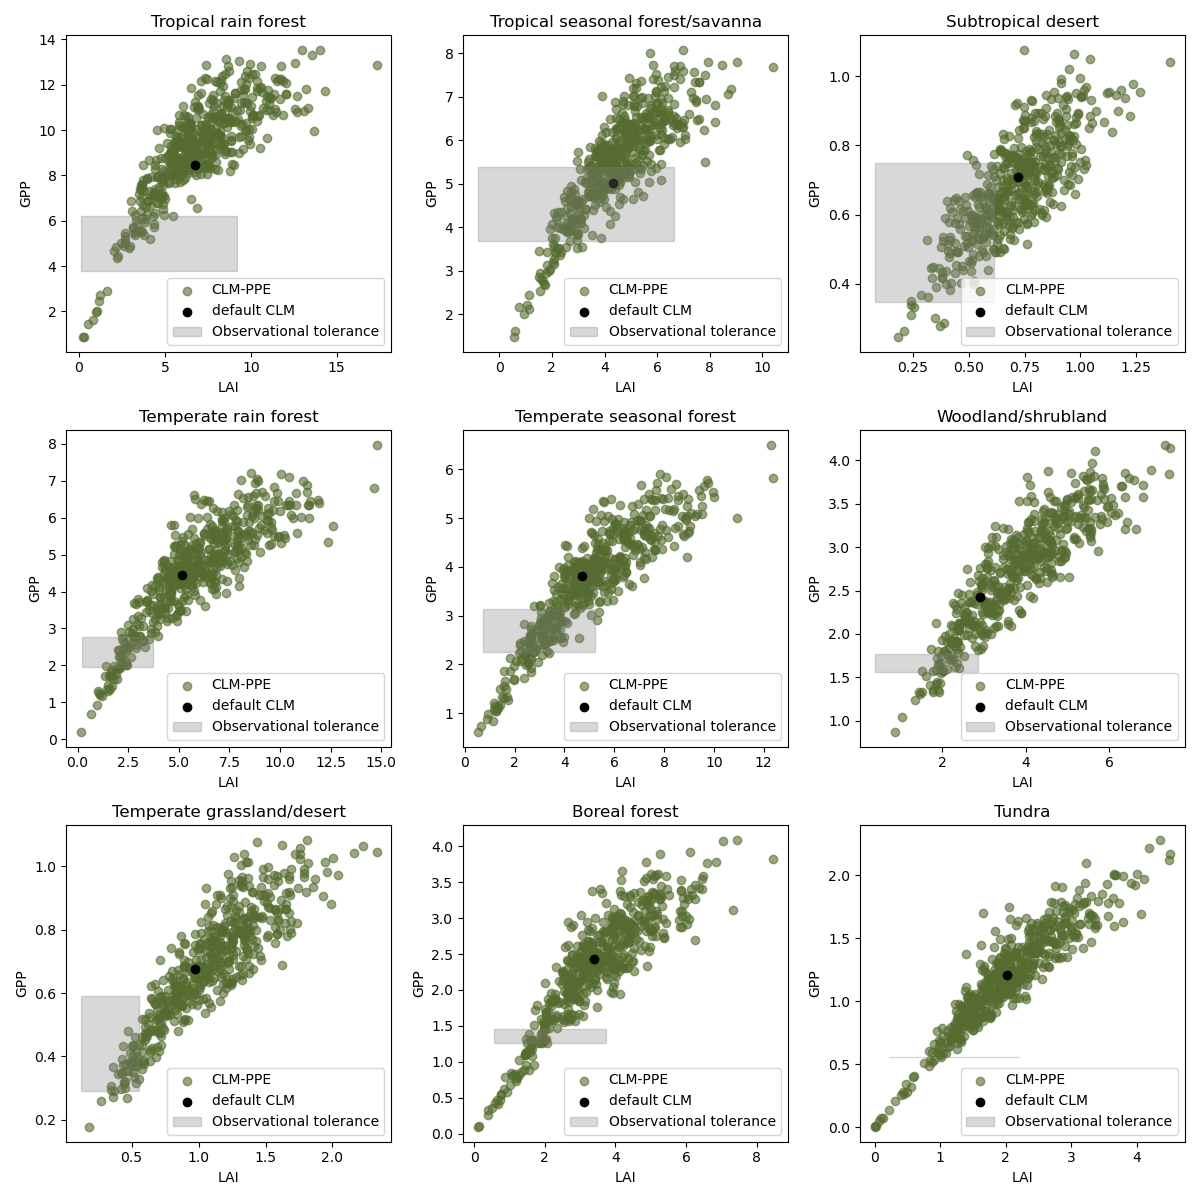 Tropical rain forest
14
12
10
8
6
4
2
GPP
CLM-PPE
default CLM
Observational tolerance
0 5 10 15
LAI
Tropical seasonal forest/savanna
8
7
6
5
4
3
2
GPP
CLM-PPE
default CLM
Observational tolerance
0 2 4 6 8 10
LAI
Subtropical desert
1.0
0.8
0.6
0.4
GPP
CLM-PPE
default CLM
Observational tolerance
0.25 0.50 0.75 1.00 1.25
LAI
Temperate rain forest
8
7
6
5
4
3
2
1
0
GPP
CLM-PPE
default CLM
Observational tolerance
0.0 2.5 5.0 7.5 10.0 12.5 15.0
LAI
Temperate seasonal forest
6
5
4
3
2
1
GPP
CLM-PPE
default CLM
Observational tolerance
0 2 4 6 8 10 12
LAI
Woodland/shrubland
4.0
3.5
3.0
2.5
2.0
1.5
1.0
GPP
CLM-PPE
default CLM
Observational tolerance
2 4 6
LAI
Temperate grassland/desert
1.0
0.8
0.6
0.4
0.2
GPP
CLM-PPE
default CLM
Observational tolerance
0.5 1.0 1.5 2.0
LAI
Boreal forest
4.0
3.5
3.0
2.5
2.0
1.5
1.0
0.5
0.0
GPP
CLM-PPE
default CLM
Observational tolerance
0 2 4 6 8
LAI
Tundra
2.0
1.5
1.0
0.5
0.0
GPP
CLM-PPE
default CLM
Observational tolerance
0 1 2 3 4
LAI